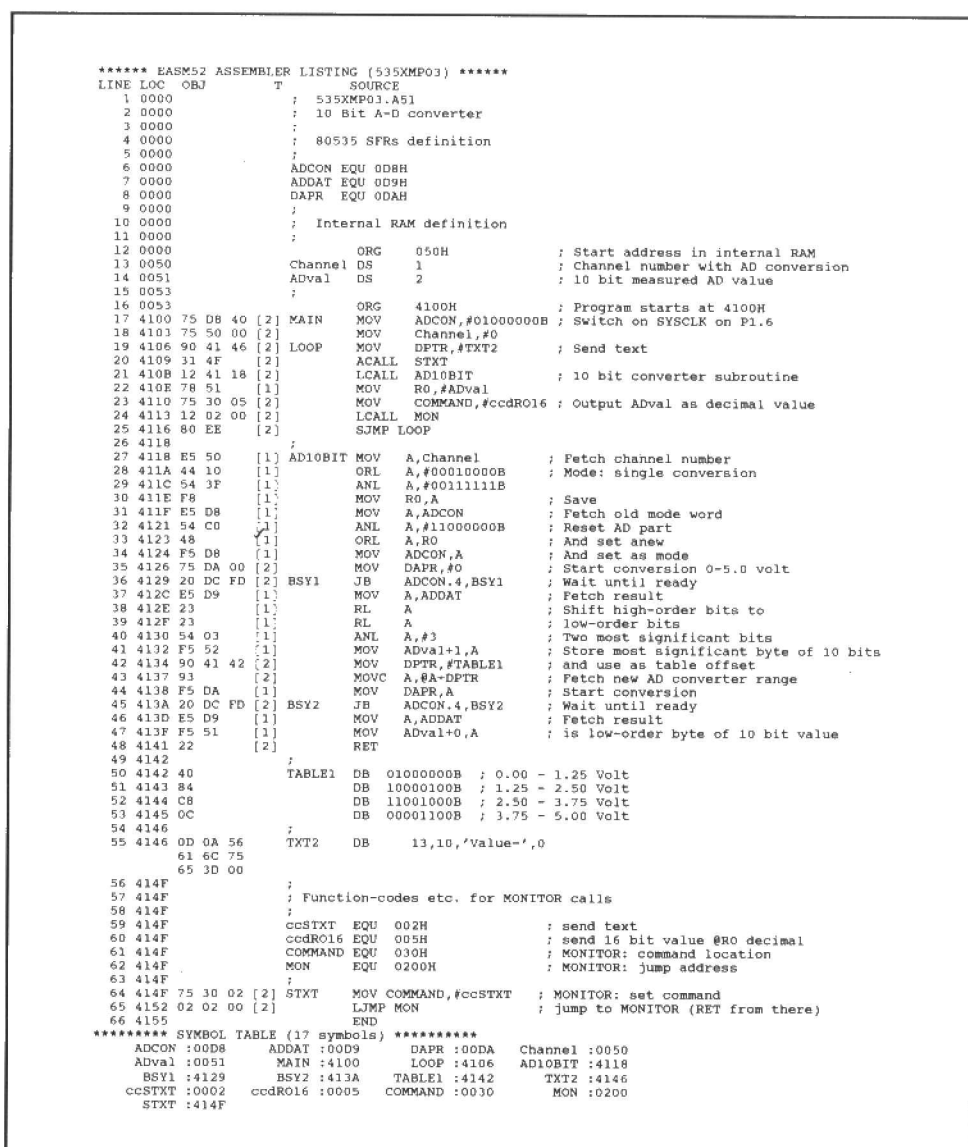 ****** EASM52 ASSEMBLER LISTING (535XMP03) ******
LINE LOC  OBJ          T         SOURCE
   1 0000                  ;  535XMP03.A51
   2 0000                  ;  10 Bit A-D converter
   3 0000                  ;
   4 0000                  ;  80535 SFRs definition
   5 0000                  ;
   6 0000                  ADCON EQU 0D8H
   7 0000                  ADDAT EQU 0D9H
   8 0000                  DAPR  EQU 0DAH
   9 0000                  ;
  10 0000                  ;  Internal RAM definition
  11 0000                  ;
  12 0000                          ORG    050H          ; Start address in internal RAM
  13 0050                  Channel DS     1             ; Channel number with AD conversion
  14 0051                  ADval   DS     2             ; 10 bit measured AD value
  15 0053                  ;
  16 0053                          ORG    4100H         ; Program starts at 4100H
  17 4100 75 D8 40 [2] MAIN    MOV    ADCON,#01000000B ; Switch on SYSCLK on P1.6
  18 4103 75 50 00 [2]         MOV    Channel,#0
  19 4106 90 41 46 [2] LOOP    MOV    DPTR,#TXT2       ; Send text
  20 4109 31 4F    [2]         ACALL  STXT
  21 410B 12 41 18 [2]         LCALL  AD10BIT          ; 10 bit converter subroutine
  22 410E 78 51    [1]         MOV    R0,#ADval
  23 4110 75 30 05 [2]         MOV    COMMAND,#ccdR016 ; Output ADval as decimal value
  24 4113 12 02 00 [2]         LCALL  MON
  25 4116 80 EE    [2]         SJMP LOOP
  26 4118                  ;
  27 4118 E5 50    [1] AD10BIT MOV    A,Channel        ; Fetch channel number
  28 411A 44 10    [1]         ORL    A,#00010000B     ; Mode: single conversion
  29 411C 54 3F    [1]         ANL    A,#00111111B
  30 411E F8       [1]         MOV    R0,A             ; Save
  31 411F E5 D8    [1]         MOV    A,ADCON          ; Fetch old mode word
  32 4121 54 C0    [1]         ANL    A,#11000000B     ; Reset AD part
  33 4123 48       [1]         ORL    A,R0             ; And set anew
  34 4124 F5 D8    [1]         MOV    ADCON,A          ; And set as mode
  35 4126 75 DA 00 [2]         MOV    DAPR,#0          ; Start conversion 0-5.0 volt
  36 4129 20 DC FD [2] BSY1    JB     ADCON.4,BSY1     ; Wait until ready
  37 412C E5 D9    [1]         MOV    A,ADDAT          ; Fetch result
  38 412E 23       [1]         RL     A                ; Shift high-order bits to
  39 412F 23       [1]         RL     A                ; low-order bits
  40 4130 54 03    [1]         ANL    A,#3             ; Two most significant bits
  41 4132 F5 52    [1]         MOV    ADval+1,A        ; Store most significant byte of 10 bits
  42 4134 90 41 42 [2]         MOV    DPTR,#TABLE1     ; and use as table offset
  43 4137 93       [2]         MOVC   A,@A+DPTR        ; Fetch new AD converter range
  44 4138 F5 DA    [1]         MOV    DAPR,A           ; Start conversion
  45 413A 20 DC FD [2] BSY2    JB     ADCON.4,BSY2     ; Wait until ready
  46 413D E5 D9    [1]         MOV    A,ADDAT          ; Fetch result
  47 413F F5 51    [1]         MOV    ADval+0,A        ; is low-order byte of 10 bit value
  48 4141 22       [2]         RET
  49 4142                  ;
  50 4142 40           TABLE1  DB  01000000B  ; 0.00 - 1.25 Volt
  51 4143 84                   DB  10000100B  ; 1.25 - 2.50 Volt
  52 4144 C8                   DB  11001000B  ; 2.50 - 3.75 Volt
  53 4145 0C                   DB  00001100B  ; 3.75 - 5.00 Volt
  54 4146                  ;
  55 4146 0D 0A 56     TXT2    DB     13,10,'Value=',0
          61 6C 75
          65 3D 00
  56 414F                  ;
  57 414F                  ; Function-codes etc. for MONITOR calls
  58 414F                  ;
  59 414F              ccSTXT  EQU    002H             ; send text
  60 414F              ccdR016 EQU    005H             ; send 16 bit value @R0 decimal
  61 414F              COMMAND EQU    030H             ; MONITOR: command location
  62 414F              MON     EQU    0200H            ; MONITOR: jump address
  63 414F                  ;
  64 414F 75 30 02 [2] STXT    MOV COMMAND,#ccSTXT   ; MONITOR: set command
  65 4152 02 02 00 [2]         LJMP MON              ; jump to MONITOR (RET from there)
  66 4155                      END
********* SYMBOL TABLE (17 symbols) **********
    ADCON :00D8     ADDAT :00D9      DAPR :00DA   Channel :0050
    ADval :0051      MAIN :4100      LOOP :4106   AD10BIT :4118
     BSY1 :4129      BSY2 :413A    TABLE1 :4142      TXT2 :4146
   ccSTXT :0002   ccdR016 :0005   COMMAND :0030       MON :0200
     STXT :414F